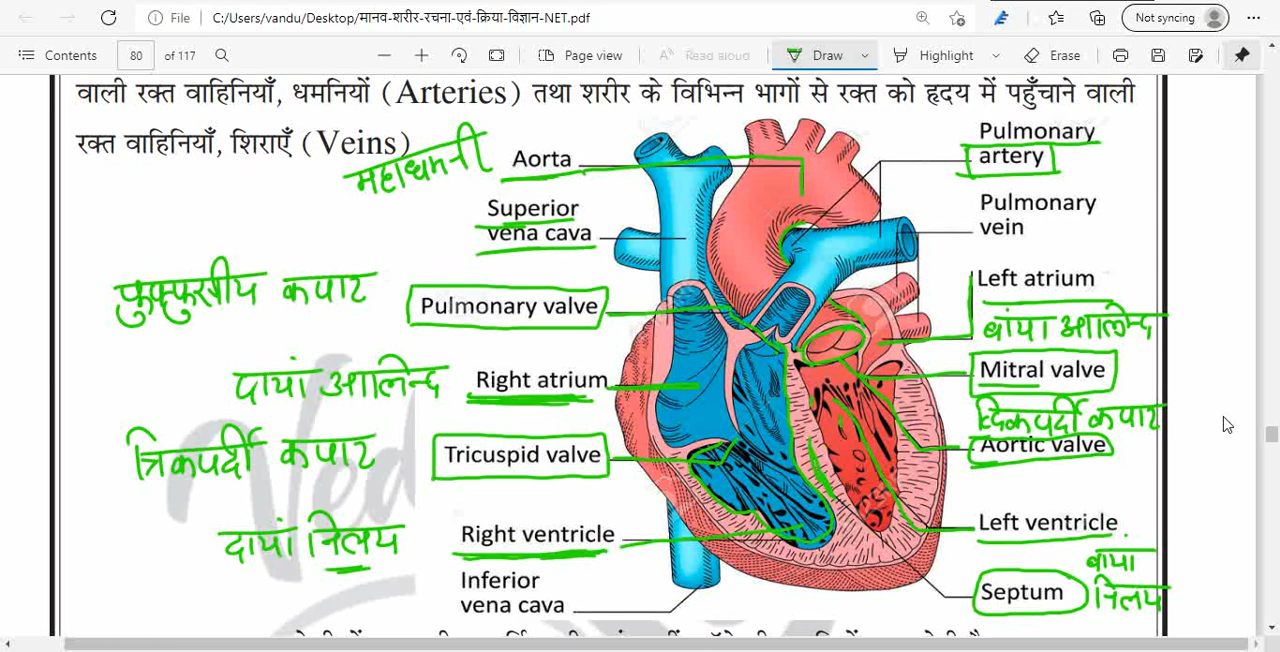 File
C:/Users/vandu/Desktop/मानव-शरीर-रचना-एवं-क्रिया-विज्ञान-NET.pdf
Not syncing
Contents
80 of 117
Page view
Read aloud
Draw
Highlight
Erase
वाली रक्त वाहिनियाँ, धमनियों (Arteries) तथा शरीर के विभिन्न भागों से रक्त को हृदय में पहुँचाने वाली
रक्त वाहिनियाँ, शिराएँ (Veins)
महाधमनी
Aorta
Superior
vena cava
फुफ्फुसीय कपाट
Pulmonary valve
दायां आलिन्द
Right atrium
त्रिकपर्दी कपाट
Tricuspid valve
दायां निलय
Right ventricle
Inferior
vena cava
Pulmonary
artery
Pulmonary
vein
Left atrium
बांया आलिन्द
Mitral valve
द्विकपर्दी कपाट
Aortic valve
Left ventricle
बांयां
निलय
Septum